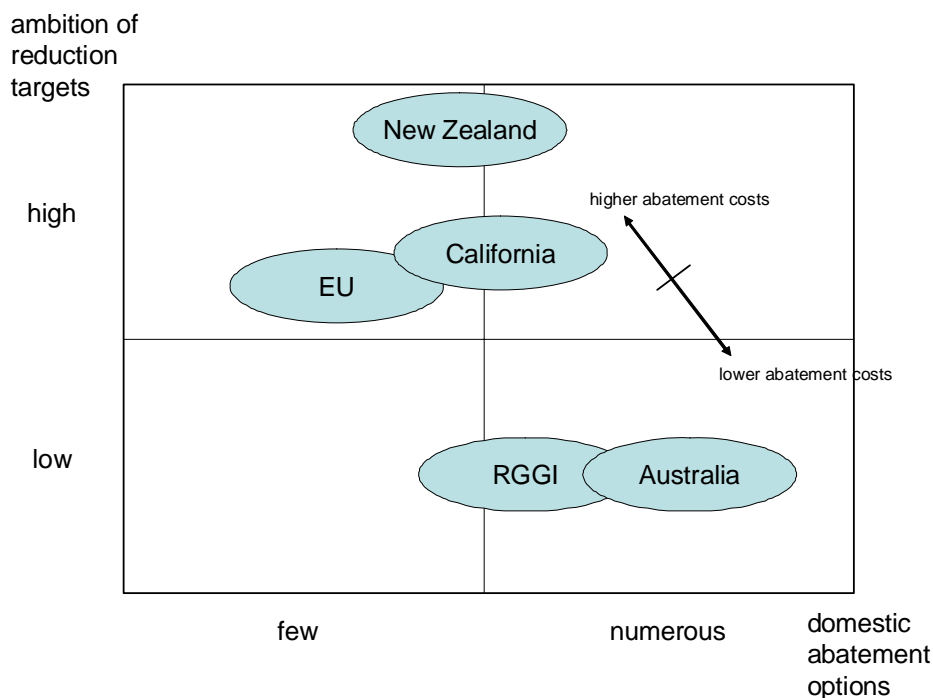 ambition of
reduction
targets
New Zealand
high
higher abatement costs
California
EU
lower abatement costs
low
RGGI
Australia
few
numerous
domestic
abatement
options